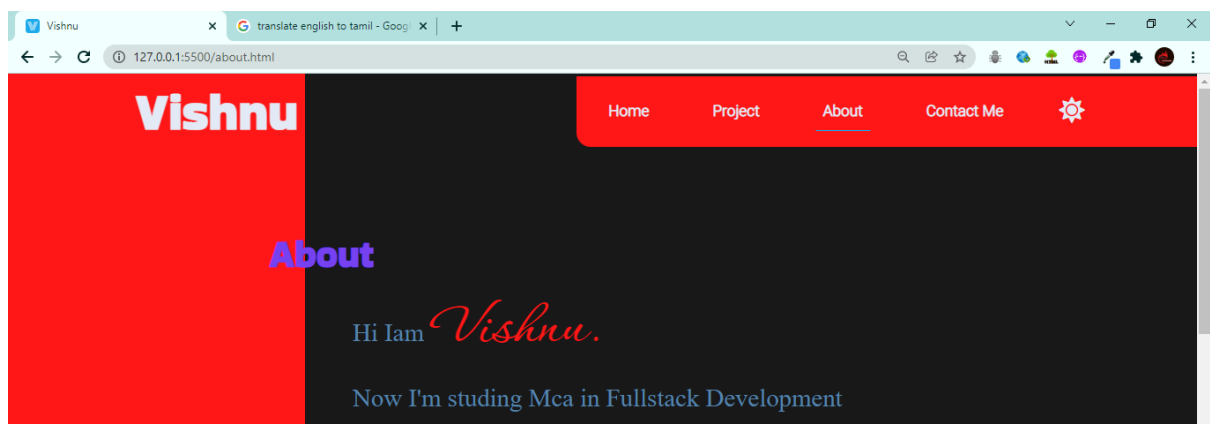 Vishnu
translate english to tamil - Googl
127.0.0.1:5500/about.html
Vishnu
Home Project About Contact Me
About
Hi Iam Vishnu.
Now I'm studing Mca in Fullstack Development